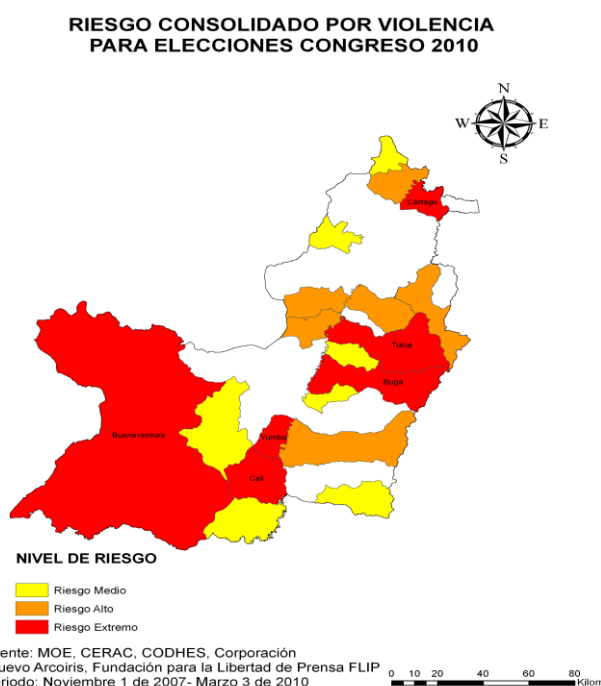 RIESGO CONSOLIDADO POR VIOLENCIA
PARA ELECCIONES CONGRESO 2010
N
W E
S
Cartago
Tuluá
Buga
Buenaventura
Yumbo
Cali
NIVEL DE RIESGO
Riesgo Medio
Riesgo Alto
Riesgo Extremo
ente: MOE, CERAC, CODHES, Corporación
uevo Arcoiris, Fundación para la Libertad de Prensa FLIP
eriodo: Noviembre 1 de 2007- Marzo 3 de 2010
0 10 20 40 60 80
Kilom